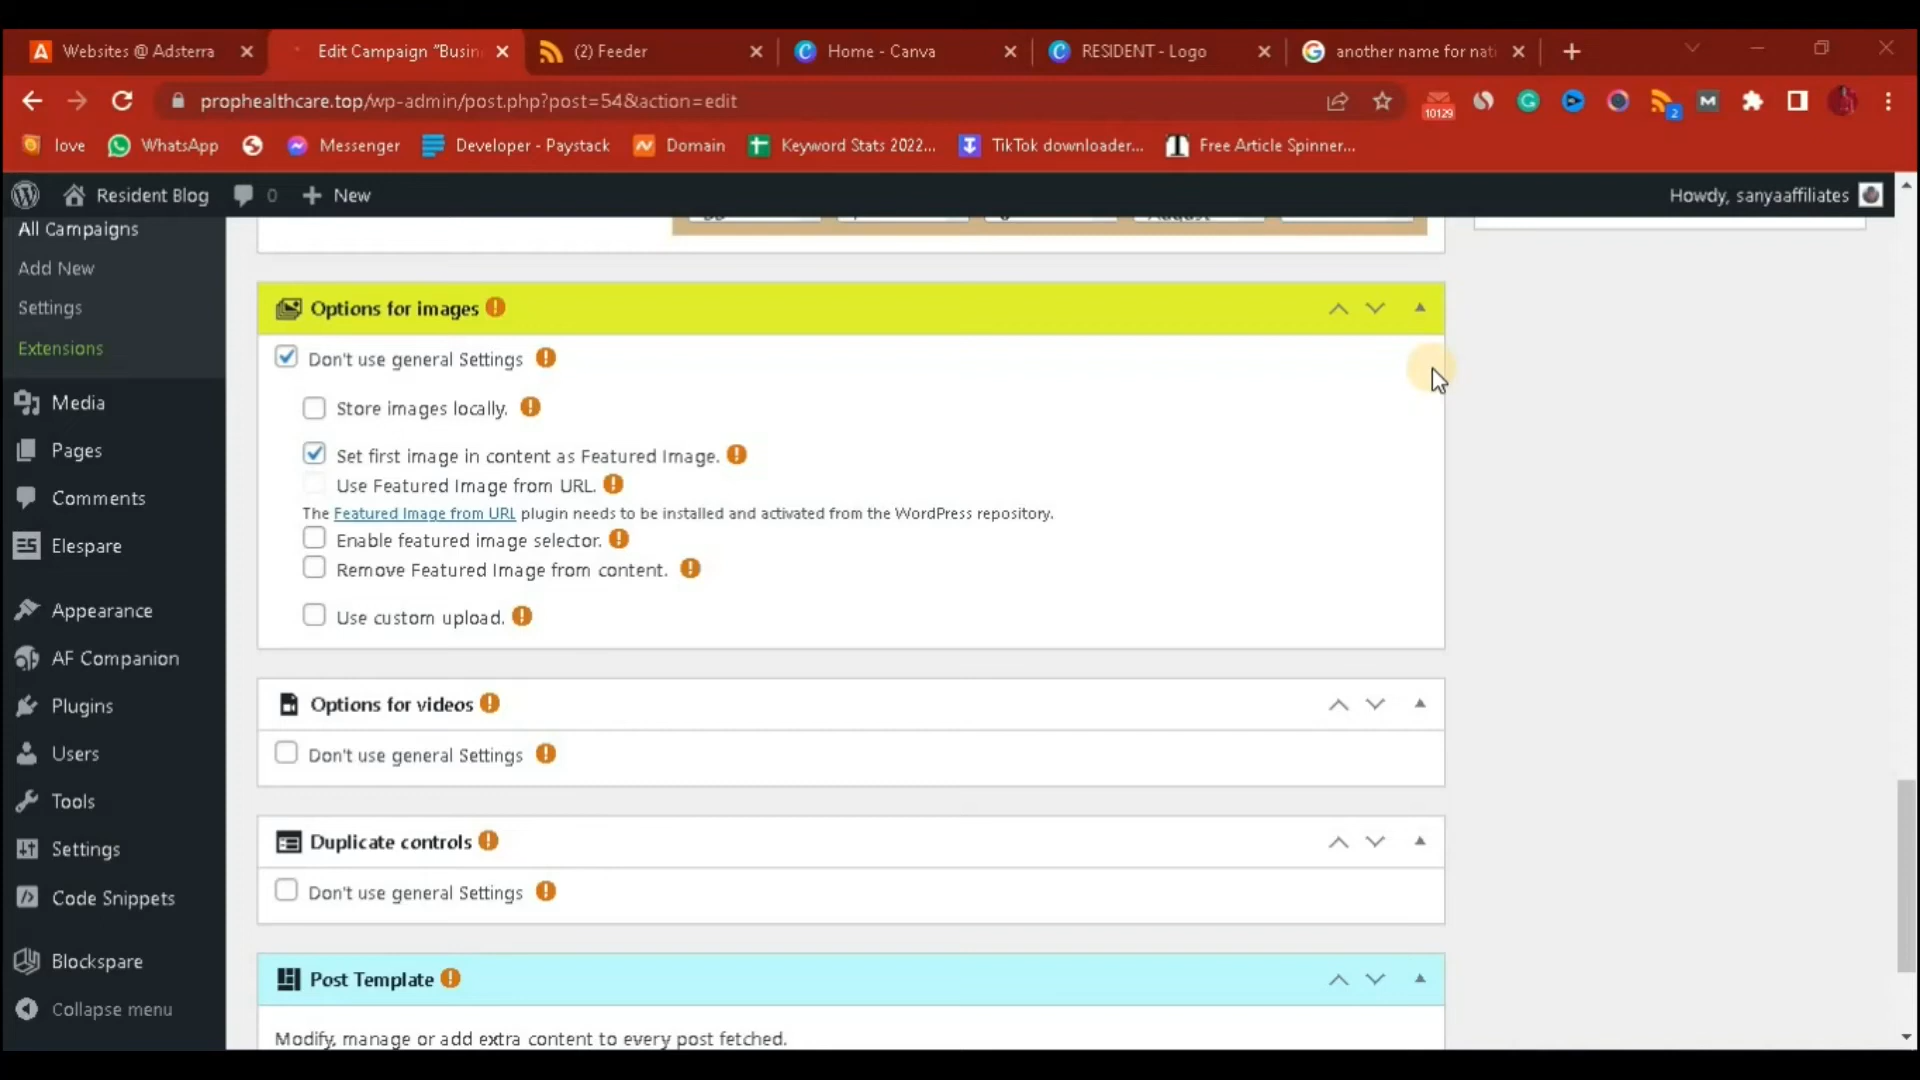 Websites @ Adsterra
Edit Campaign "Busin
(2) Feeder
Home - Canva
RESIDENT - Logo
another name for nati
prophealthcare.top/wp-admin/post.php?post=54&action=edit
10129
2
love
WhatsApp
Messenger
Developer - Paystack
Domain
Keyword Stats 2022...
TikTok downloader...
Free Article Spinner...
Resident Blog
0
New
Howdy, sanyaaffiliates
All Campaigns
Add New
Settings
Extensions
Media
Pages
Comments
Elespare
Appearance
AF Companion
Plugins
Users
Tools
Settings
Code Snippets
Blockspare
Collapse menu
August
Options for images
Don't use general Settings
Store images locally.
Set first image in content as Featured Image.
Use Featured Image from URL.
The Featured Image from URL plugin needs to be installed and activated from the WordPress repository.
Enable featured image selector.
Remove Featured Image from content.
Use custom upload.
Options for videos
Don't use general Settings
Duplicate controls
Don't use general Settings
Post Template
Modify, manage or add extra content to every post fetched.